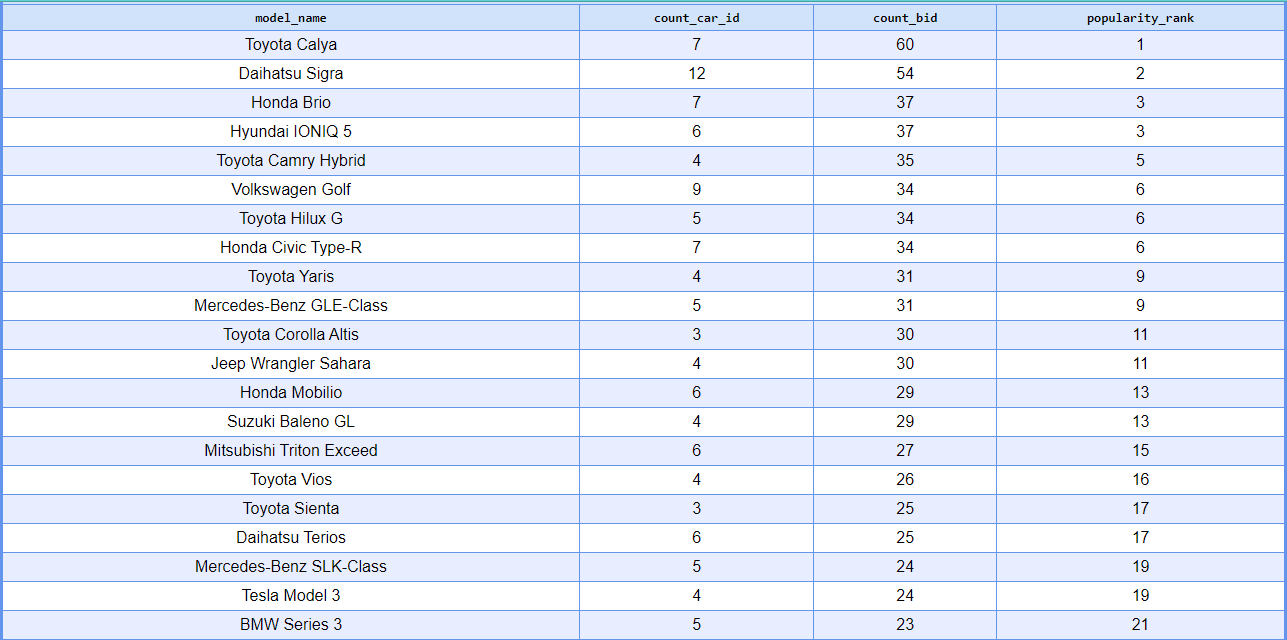 model_name count_car_id count_bid popularity_rank
Toyota Calya 7 60 1
Daihatsu Sigra 12 54 2
Honda Brio 7 37 3
Hyundai IONIQ 5 6 37 3
Toyota Camry Hybrid 4 35 5
Volkswagen Golf 9 34 6
Toyota Hilux G 5 34 6
Honda Civic Type-R 7 34 6
Toyota Yaris 4 31 9
Mercedes-Benz GLE-Class 5 31 9
Toyota Corolla Altis 3 30 11
Jeep Wrangler Sahara 4 30 11
Honda Mobilio 6 29 13
Suzuki Baleno GL 4 29 13
Mitsubishi Triton Exceed 6 27 15
Toyota Vios 4 26 16
Toyota Sienta 3 25 17
Daihatsu Terios 6 25 17
Mercedes-Benz SLK-Class 5 24 19
Tesla Model 3 4 24 19
BMW Series 3 5 23 21